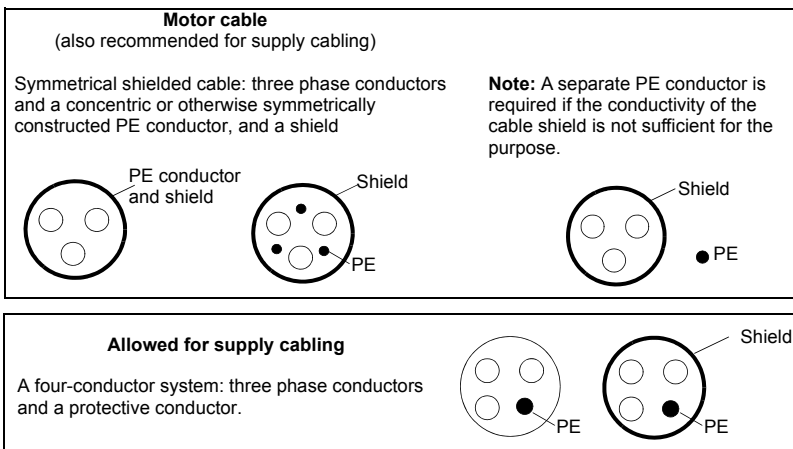 Motor cable
(also recommended for supply cabling)
Symmetrical shielded cable: three phase conductors
and a concentric or otherwise symmetrically
constructed PE conductor, and a shield
Note: A separate PE conductor is
required if the conductivity of the
cable shield is not sufficient for the
purpose.
PE conductor
and shield
Shield
PE
Shield
PE
Allowed for supply cabling
A four-conductor system: three phase conductors
and a protective conductor.
PE
Shield
PE